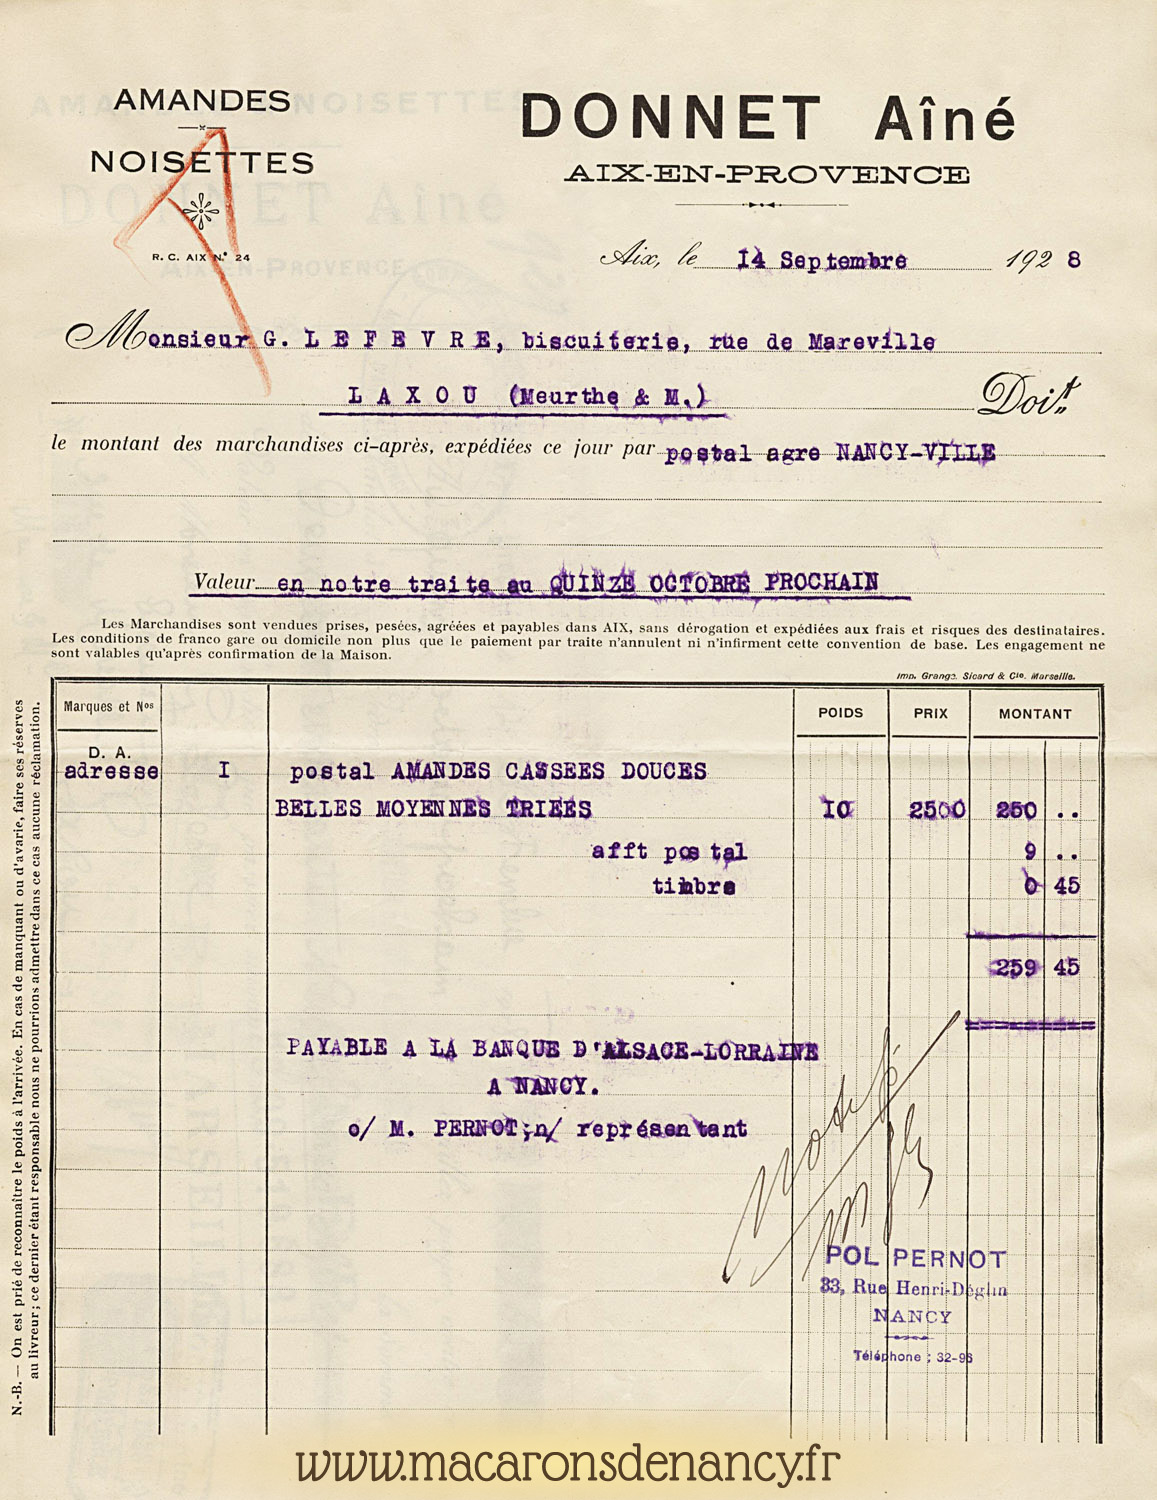 AMANDES
NOISETTES
R. C. AIX N° 24
DONNET Aîné
AIX-EN-PROVENCE
Aix, le 14 Septembre 1928
Monsieur G. LEFEVRE, biscuiterie, rue de Mareville
LAXOU (Meurthe & M.) Doit
le montant des marchandises ci-après, expédiées ce jour par postal agre NANCY-VILLE
Valeur en notre traite au QUINZE OCTOBRE PROCHAIN
Les Marchandises sont vendues prises, pesées, agréées et payables dans AIX, sans dérogation et expédiées aux frais et risques des destinataires.
Les conditions de franco gare ou domicile non plus que le paiement par traite n'annulent ni n'infirment cette convention de base. Les engagement ne
sont valables qu'après confirmation de la Maison.
Imp. Grange, Sicard & Cie, Marseille.
Marques et Nos POIDS PRIX MONTANT
D. A.
adresse I postal AMANDES CASSEES DOUCES
BELLES MOYENNES TRIEES 10 2500 250 ..
afft postal 9 ..
timbre 0 45
259 45
PAYABLE A LA BANQUE D'ALSACE-LORRAINE
A NANCY.
o/ M. PERNOT;n/ représentant
POL PERNOT
33, Rue Henri-Déglin
NANCY
Téléphone : 32-96
N.-B. — On est prié de reconnaître le poids à l'arrivée. En cas de manquant ou d'avarie, faire ses réserves
au livreur ; ce dernier étant responsable nous ne pourrions admettre dans ce cas aucune réclamation.
www.macaronsdenancy.fr